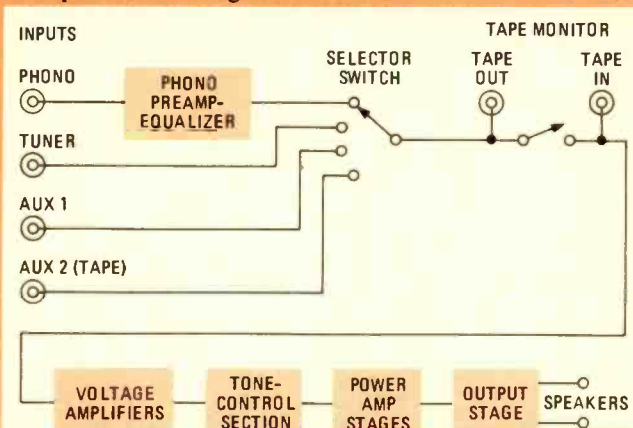 INPUTS
TAPE MONITOR
PHONO
PHONO
PREAMP-
EQUALIZER
SELECTOR
SWITCH
TAPE
OUT
TAPE
IN
TUNER
AUX 1
AUX 2 (TAPE)
VOLTAGE
AMPLIFIERS
TONE-
CONTROL
SECTION
POWER
AMP
STAGES
OUTPUT
STAGE
SPEAKERS